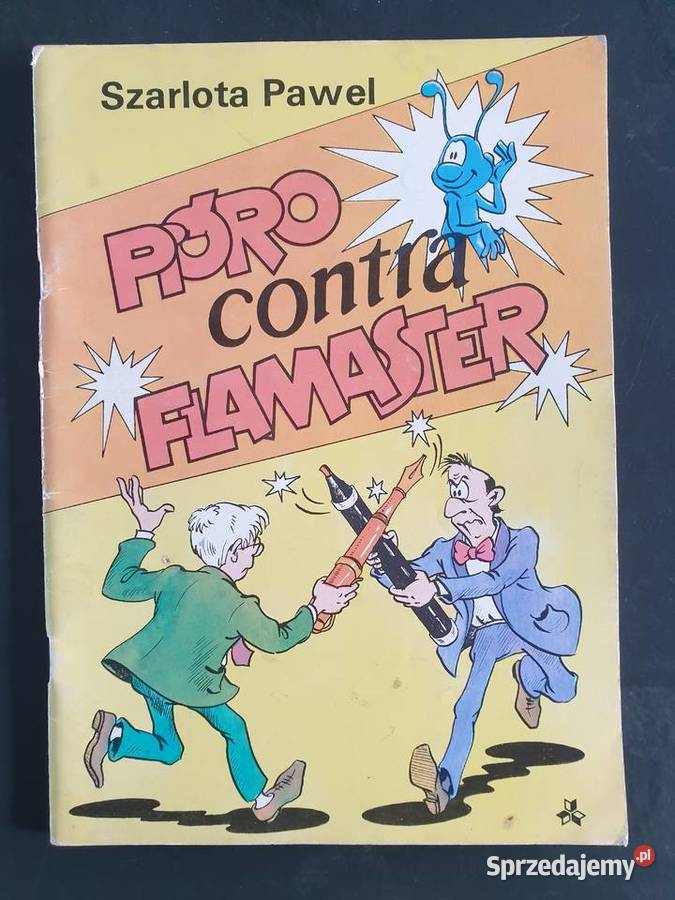 Szarlota Pawel
PIÓRO
contra
FLAMASTER
Sprzedajemy.pl